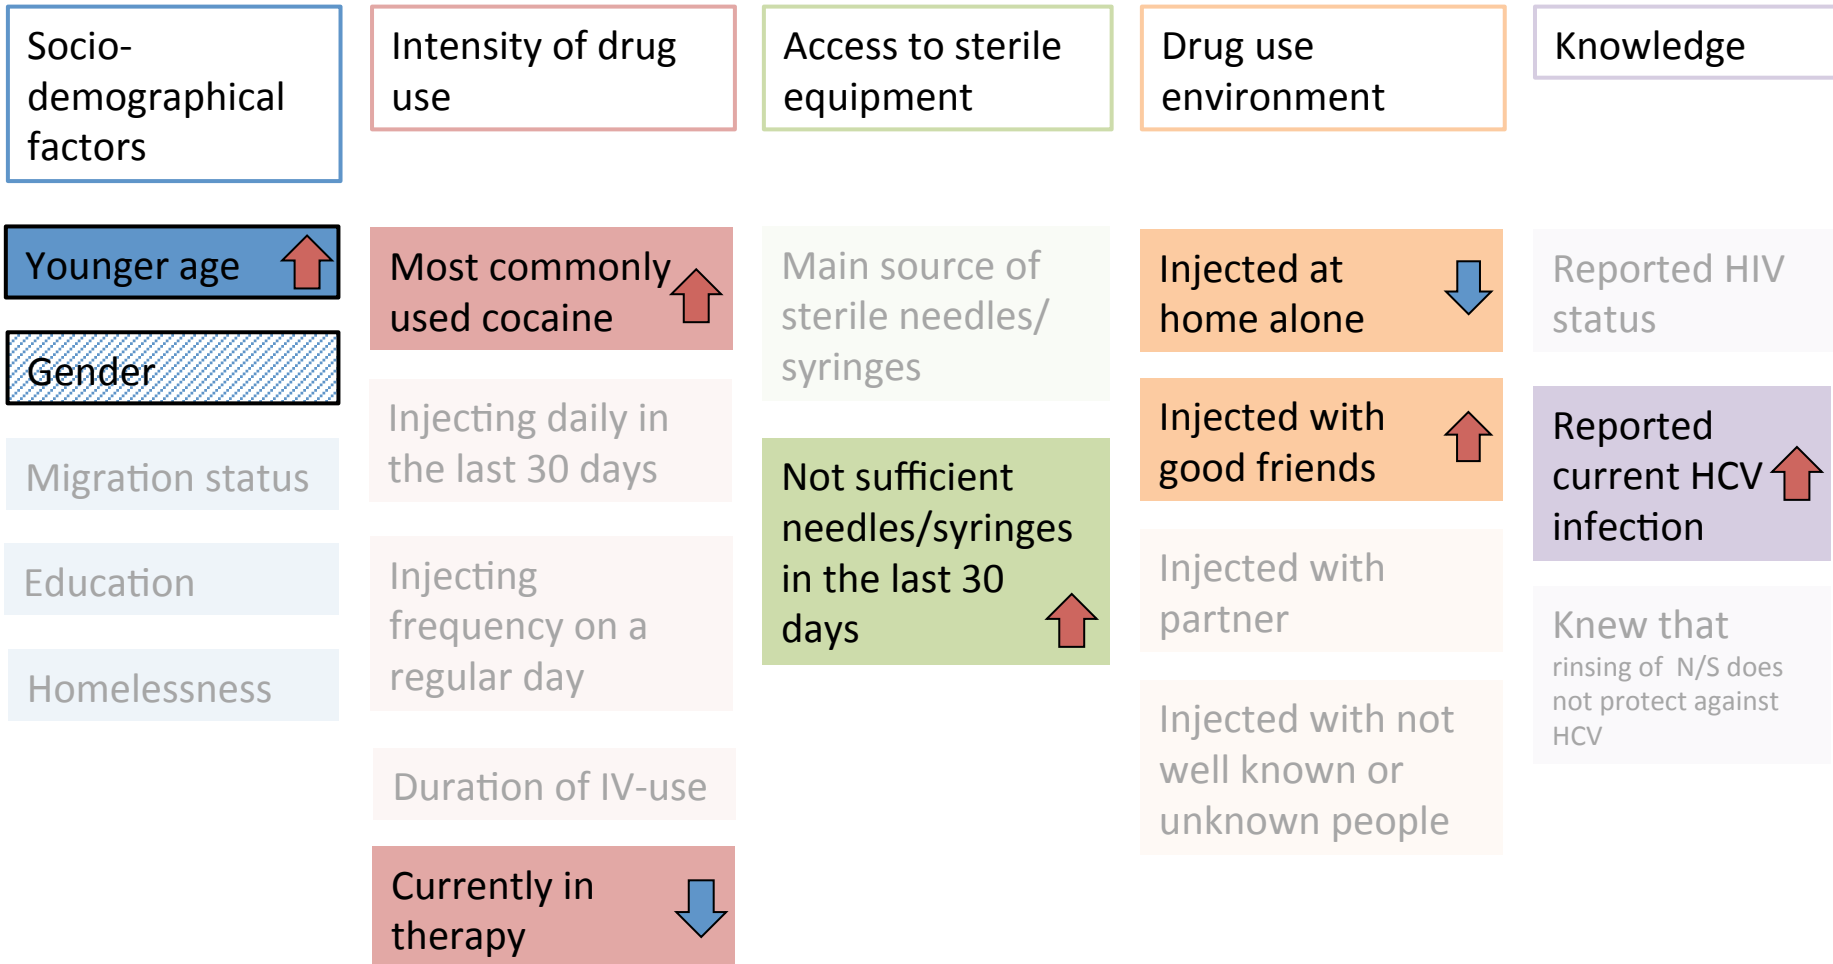 Socio-
demographical
factors
Younger age
Gender
Migration status
Education
Homelessness
Intensity of drug
use
Most commonly
used cocaine
Injecting daily in
the last 30 days
Injecting
frequency on a
regular day
Duration of IV-use
Currently in
therapy
Access to sterile
equipment
Main source of
sterile needles/
syringes
Not sufficient
needles/syringes
in the last 30
days
Drug use
environment
Injected at
home alone
Injected with
good friends
Injected with
partner
Injected with not
well known or
unknown people
Knowledge
Reported HIV
status
Reported
current HCV
infection
Knew that
rinsing of N/S does
not protect against
HCV